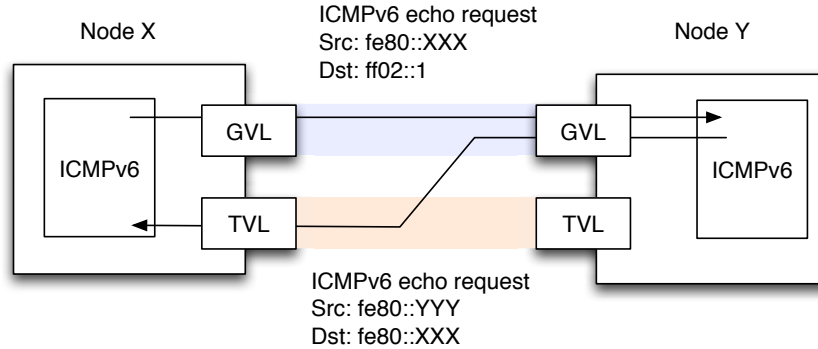 ICMPv6 echo request
Src: fe80::XXX
Dst: ff02::1
Node X
Node Y
GVL
GVL
ICMPv6
ICMPv6
TVL
TVL
ICMPv6 echo request
Src: fe80::YYY
Dst: fe80::XXX